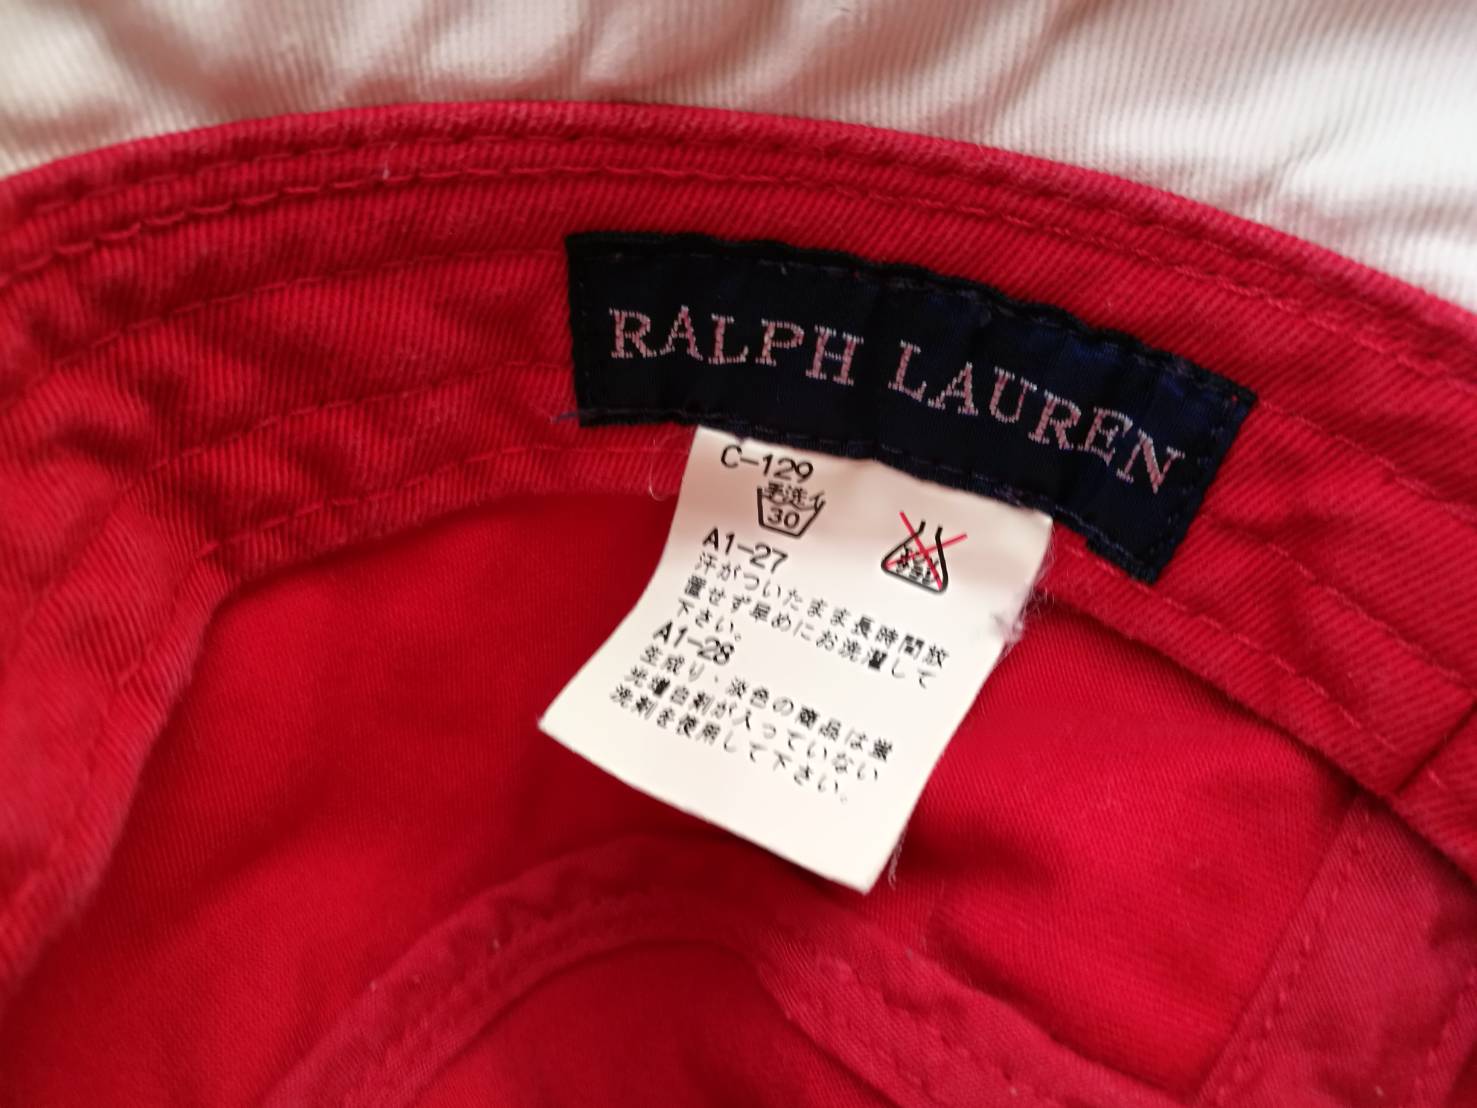 RALPH LAUREN
C-129
手洗イ
30
A1-27
汗がついたまま長時間放
置せず早めにお洗濯して
下さい。
A1-28
生成り、淡色の商品は蛍
光増白剤が入っていない
洗剤を使用して下さい。